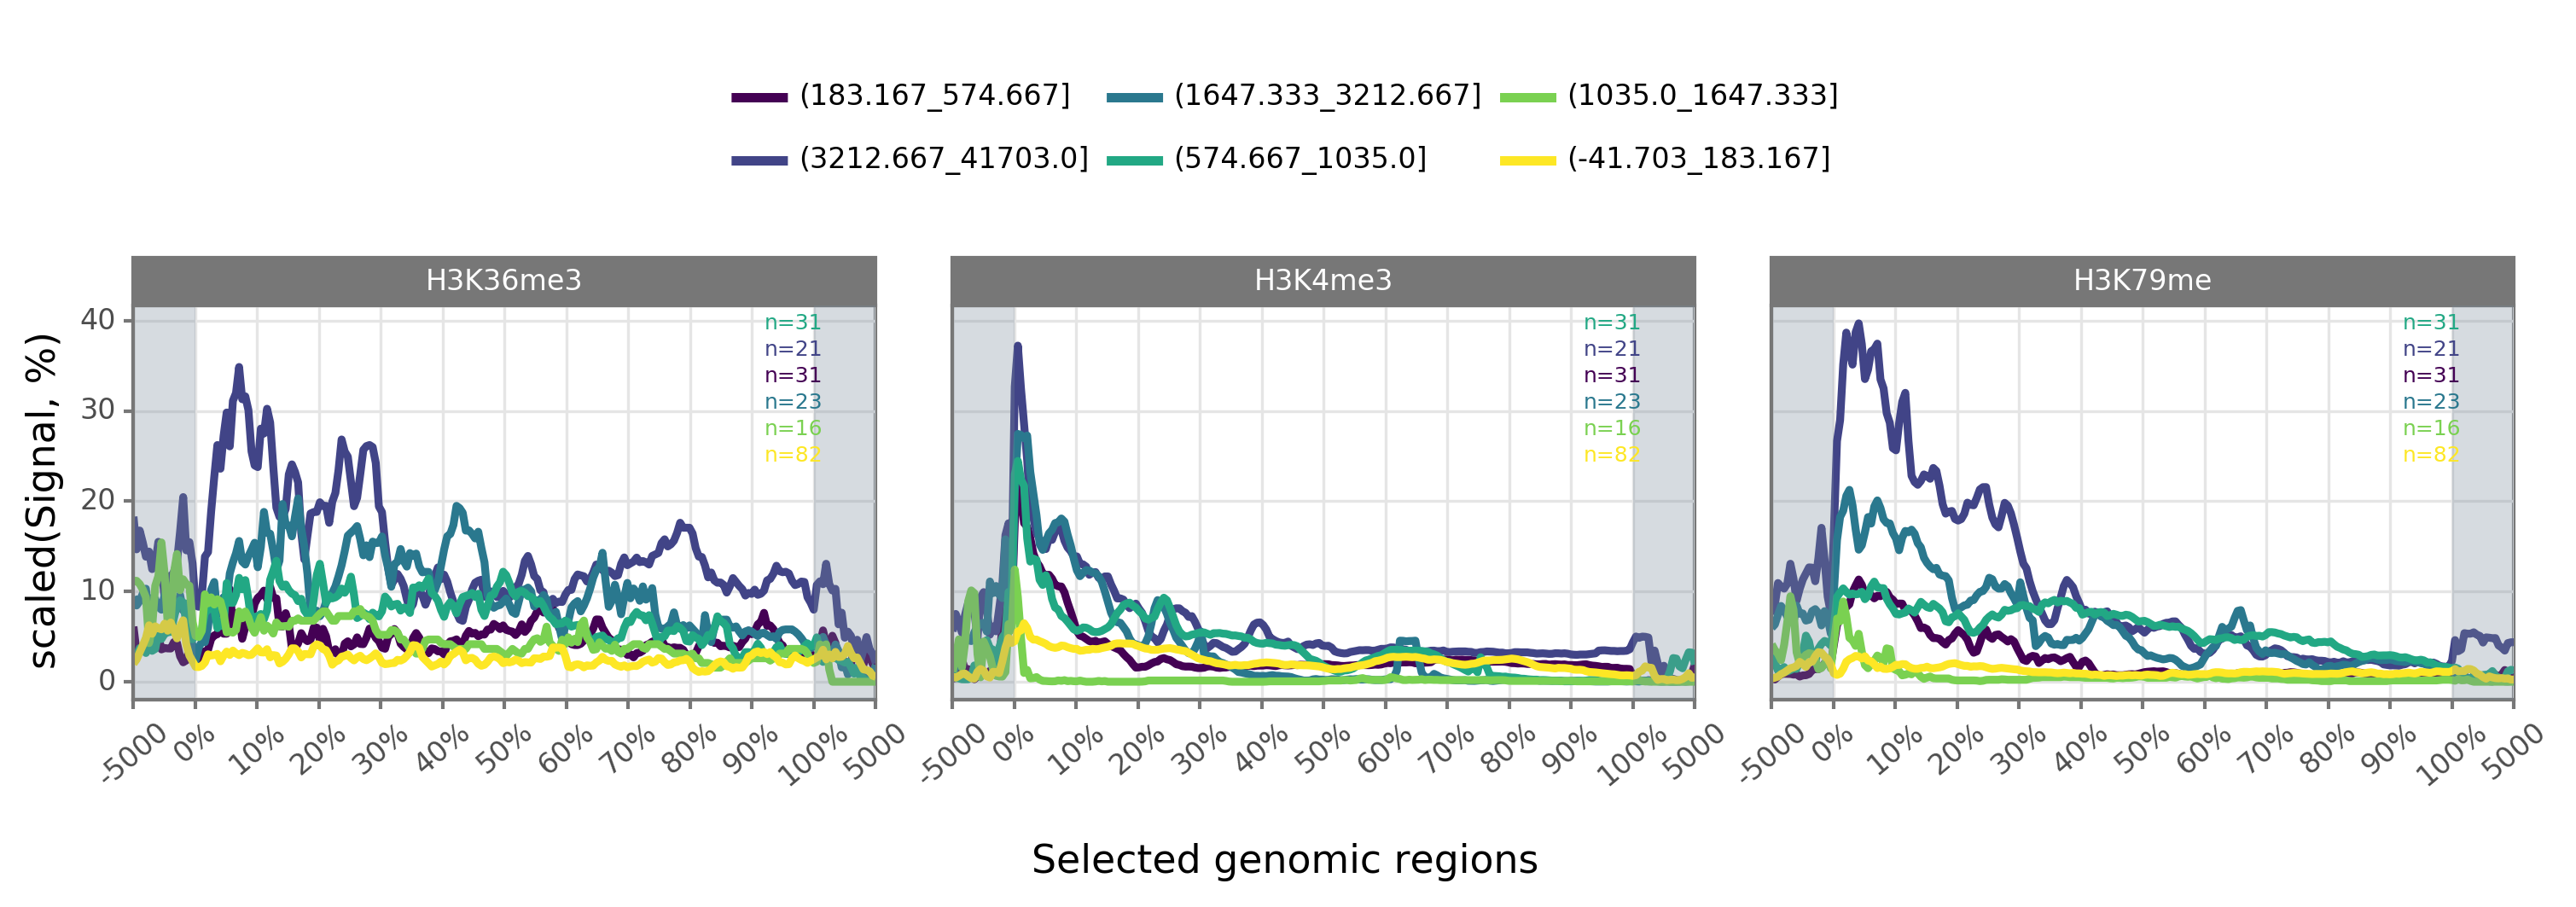 (183.167_574.667] (1647.333_3212.667] (1035.0_1647.333]
(3212.667_41703.0] (574.667_1035.0] (-41.703_183.167]
H3K36me3 H3K4me3 H3K79me
scaled(Signal, %)
40
30
20
10
0
n=31
n=21
n=31
n=23
n=16
n=82
n=31
n=21
n=31
n=23
n=16
n=82
n=31
n=21
n=31
n=23
n=16
n=82
-5000 0% 10% 20% 30% 40% 50% 60% 70% 80% 90% 100% 5000
-5000 0% 10% 20% 30% 40% 50% 60% 70% 80% 90% 100% 5000
-5000 0% 10% 20% 30% 40% 50% 60% 70% 80% 90% 100% 5000
Selected genomic regions